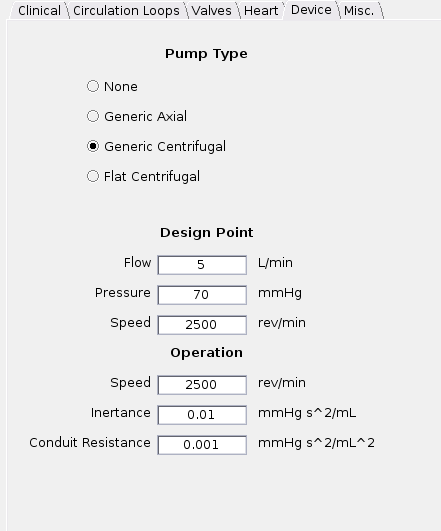 Clinical Circulation Loops Valves Heart Device Misc.
Pump Type
None
Generic Axial
Generic Centrifugal
Flat Centrifugal
Design Point
Flow 5 L/min
Pressure 70 mmHg
Speed 2500 rev/min
Operation
Speed 2500 rev/min
Inertance 0.01 mmHg s^2/mL
Conduit Resistance 0.001 mmHg s^2/mL^2